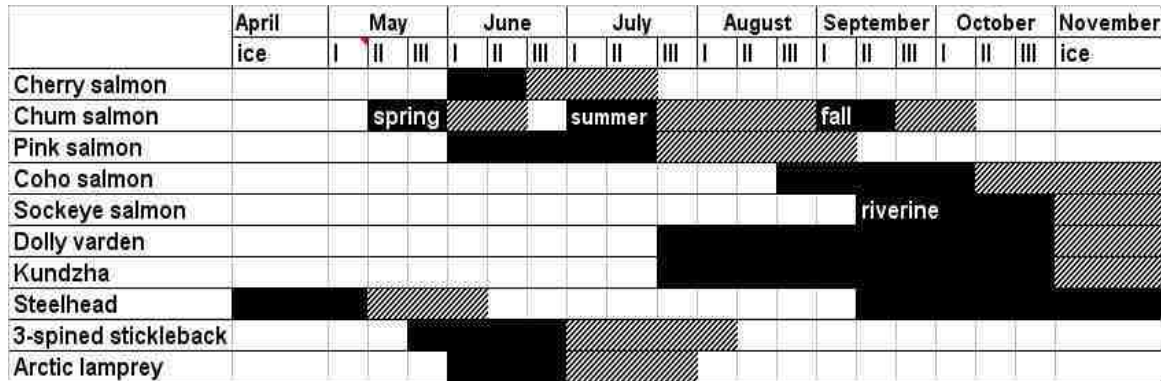 April May June July August September October November
ice I II III I II III I II III I II III I II III I II III ice
Cherry salmon
Chum salmon spring summer fall
Pink salmon
Coho salmon
Sockeye salmon riverine
Dolly varden
Kundzha
Steelhead
3-spined stickleback
Arctic lamprey